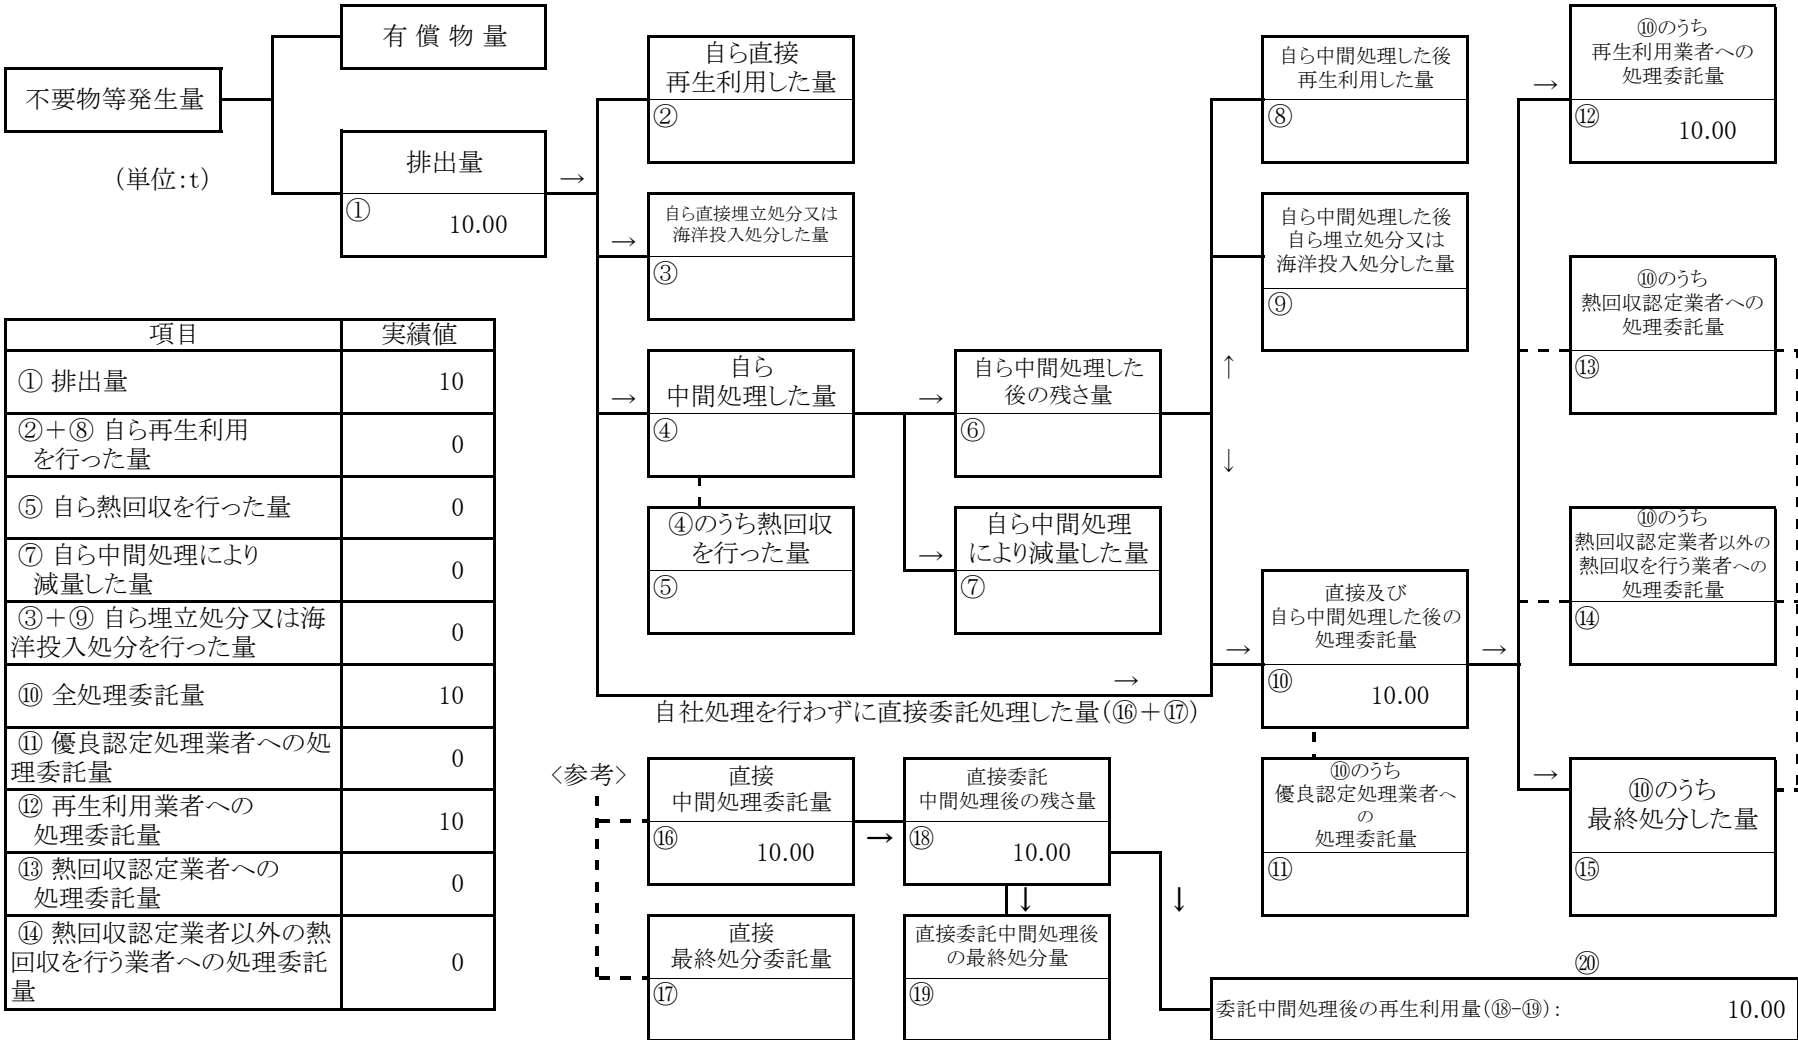 有 償 物 量
不要物等発生量
（単位：t）
排出量
①
10.00
→
自ら直接
再生利用した量
②
→
自ら直接埋立処分又は
海洋投入処分した量
③
→
自ら
中間処理した量
④
④のうち熱回収
を行った量
⑤
→
自ら中間処理した
後の残さ量
⑥
→
自ら中間処理
により減量した量
⑦
↑
↓
自ら中間処理した後
再生利用した量
⑧
自ら中間処理した後
自ら埋立処分又は
海洋投入処分した量
⑨
→
直接及び
自ら中間処理した後の
処理委託量
⑩
10.00
→
→
自社処理を行わずに直接委託処理した量（⑯＋⑰）
⑩のうち
優良認定処理業者へ
の
処理委託量
⑪
→
⑩のうち
再生利用業者への
処理委託量
⑫
10.00
⑩のうち
熱回収認定業者への
処理委託量
⑬
⑩のうち
熱回収認定業者以外の
熱回収を行う業者への
処理委託量
⑭
→
⑩のうち
最終処分した量
⑮
項目 実績値
① 排出量 10
②＋⑧ 自ら再生利用
を行った量 0
⑤ 自ら熱回収を行った量 0
⑦ 自ら中間処理により
減量した量 0
③＋⑨ 自ら埋立処分又は海
洋投入処分を行った量 0
⑩ 全処理委託量 10
⑪ 優良認定処理業者への処
理委託量 0
⑫ 再生利用業者への
処理委託量 10
⑬ 熱回収認定業者への
処理委託量 0
⑭ 熱回収認定業者以外の熱
回収を行う業者への処理委託
量 0
〈参考〉
直接
中間処理委託量
⑯
10.00
→
直接委託
中間処理後の残さ量
⑱
10.00
↓
↓
直接
最終処分委託量
⑰
直接委託中間処理後
の最終処分量
⑲
⑳
委託中間処理後の再生利用量（⑱-⑲）： 10.00